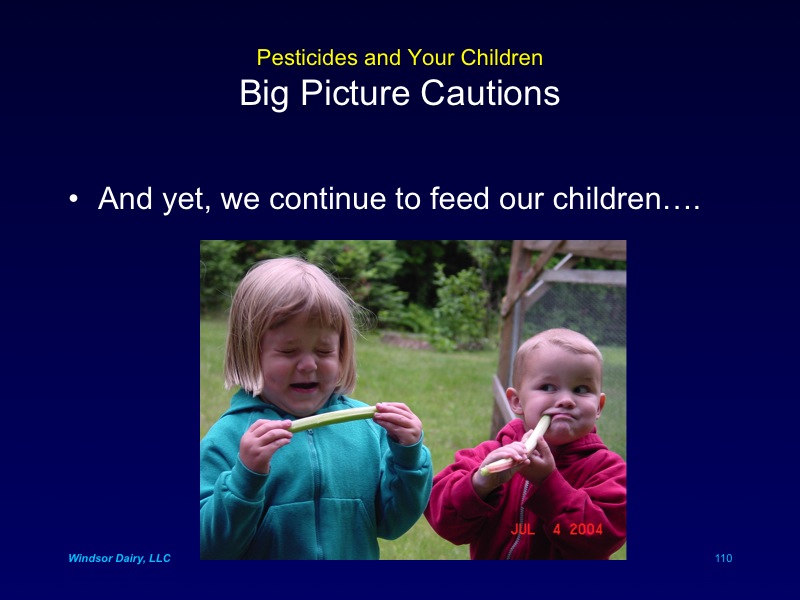 Pesticides and Your Children
Big Picture Cautions
• And yet, we continue to feed our children….
JUL 4 2004
Windsor Dairy, LLC
110